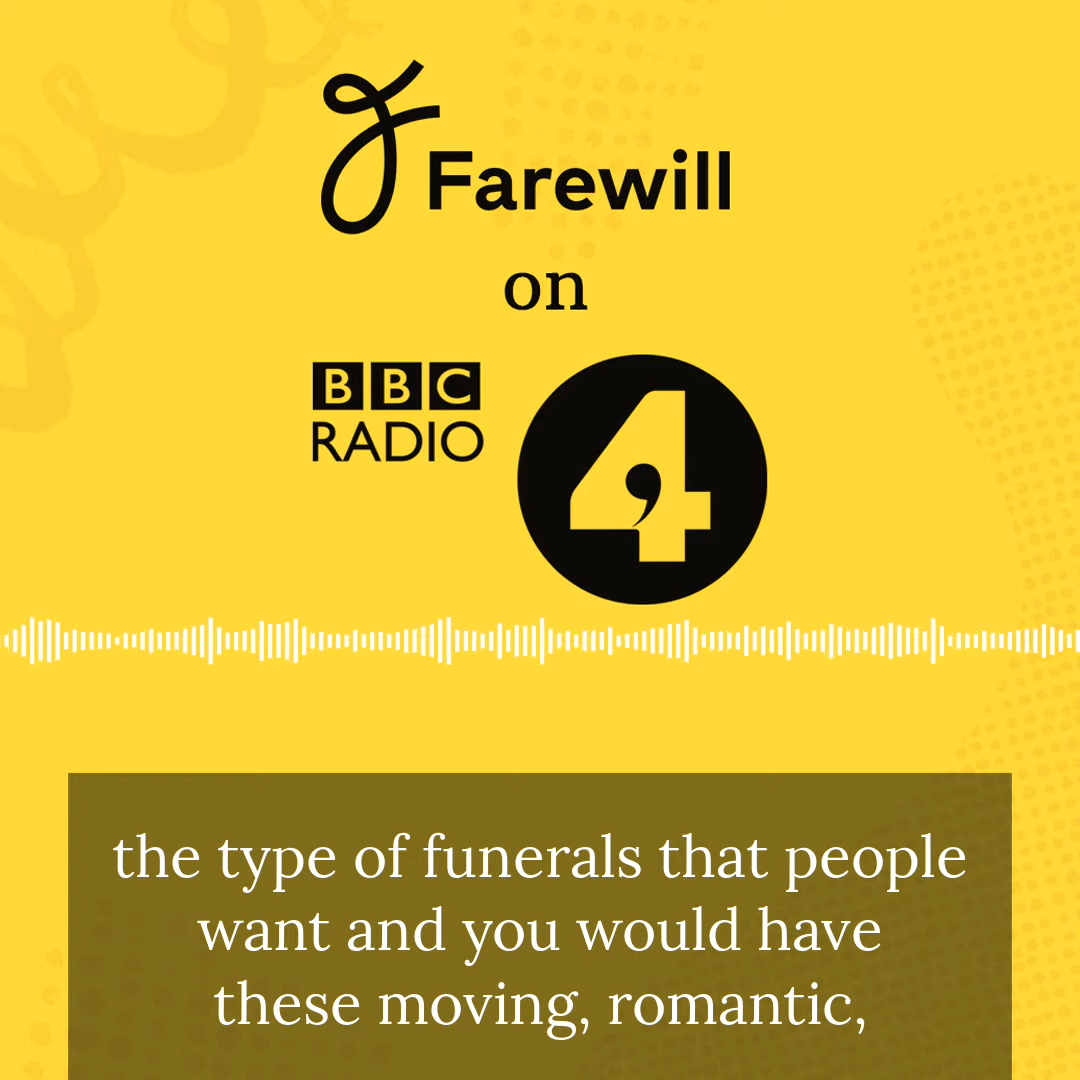 Farewill
on
BBC
RADIO
4
the type of funerals that people
want and you would have
these moving, romantic,